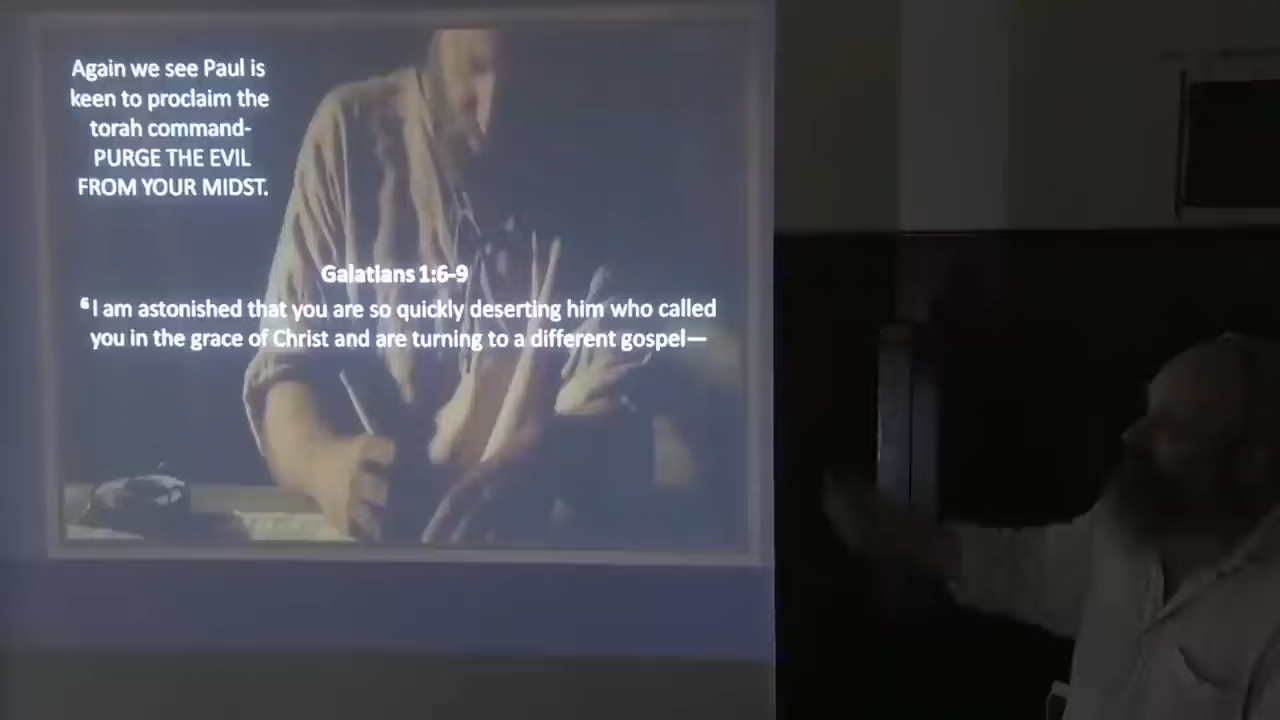 Again we see Paul is
keen to proclaim the
torah command-
PURGE THE EVIL
FROM YOUR MIDST.
Galatians 1:6-9
‘I am astonished that you are so quickly deserting him who called
you in the grace of Christ and are turning to a different gospel—